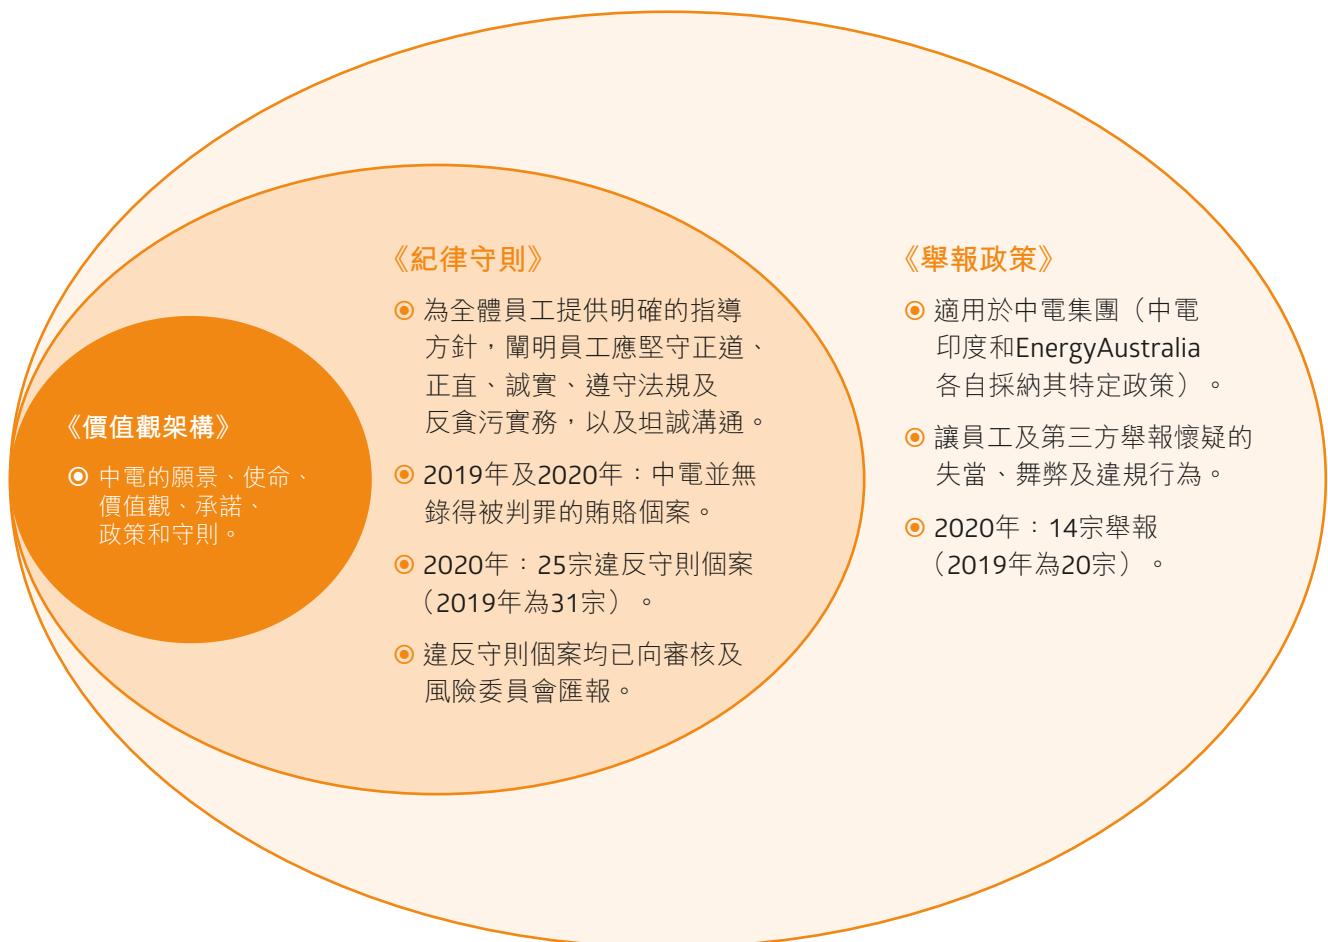 《價值觀架構》
中電的願景、使命、
價值觀、承諾、
政策和守則。
《紀律守則》
為全體員工提供明確的指導
方針，闡明員工應堅守正道、
正直、誠實、遵守法規及
反貪污實務，以及坦誠溝通。
2019年及2020年：中電並無
錄得被判罪的賄賂個案。
2020年：25宗違反守則個案
（2019年為31宗）。
違反守則個案均已向審核及
風險委員會匯報。
《舉報政策》
適用於中電集團（中電
印度和EnergyAustralia
各自採納其特定政策）。
讓員工及第三方舉報懷疑的
失當、舞弊及違規行為。
2020年：14宗舉報
（2019年為20宗）。